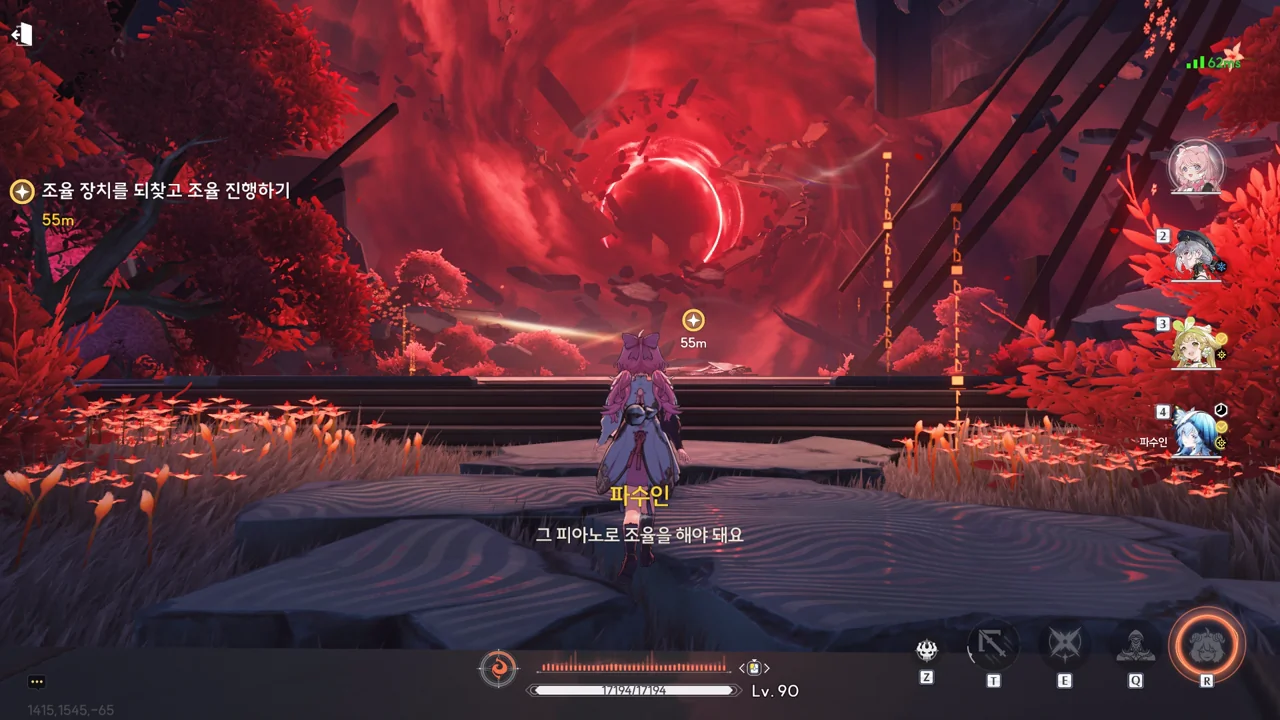 62ms
조율 장치를 되찾고 조율 진행하기
55m
55m
2
3
4
파수인
파수인
그 피아노로 조율을 해야 돼요
17194/17194
Lv. 90
Z
T
E
Q
R
1415,1545,-65